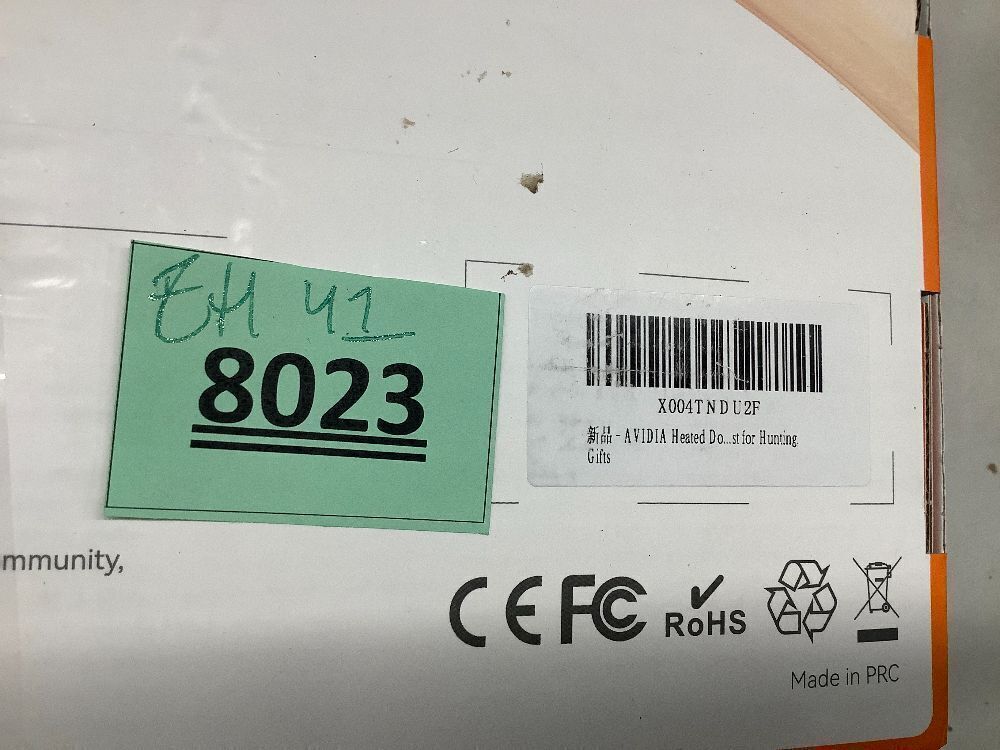 EH 41
8023
X004TNDU2F
新品 - AVIDIA Heated Do...st for Hunting
Gifts
mmunity,
CE FC RoHS
Made in PRC